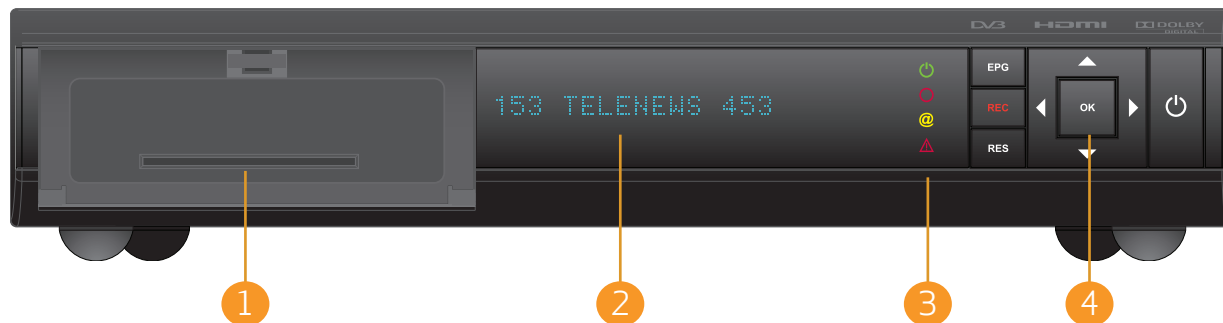 DVB HDMI DOLBY
DIGITAL
EPG
153 TELENEWS 453
@
REC
OK
RES
1 2 3 4